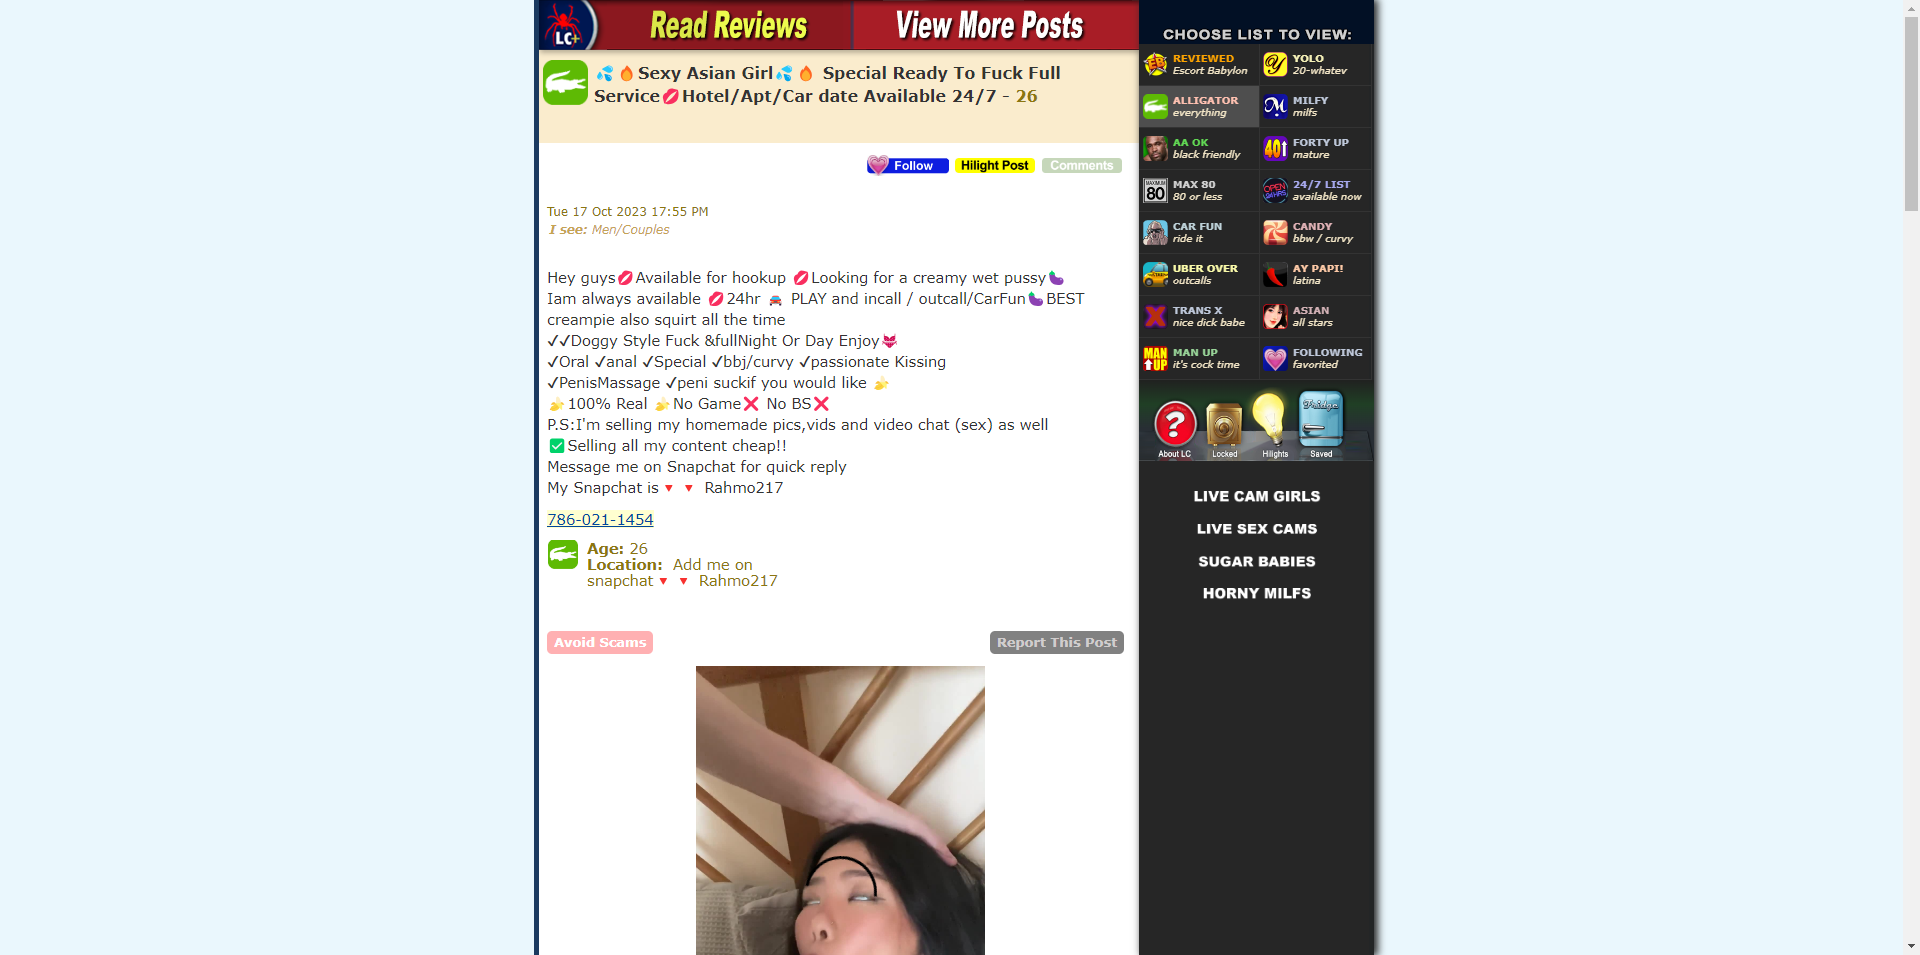 LC+
Read Reviews
View More Posts
💦🔥Sexy Asian Girl💦🔥 Special Ready To Fuck Full
Service💋Hotel/Apt/Car date Available 24/7 - 26
Follow
Hilight Post
Comments
Tue 17 Oct 2023 17:55 PM
I see: Men/Couples
Hey guys💋Available for hookup 💋Looking for a creamy wet pussy🍆
Iam always available 💋24hr 🚘 PLAY and incall / outcall/CarFun🍆BEST
creampie also squirt all the time
✓✓Doggy Style Fuck &fullNight Or Day Enjoy👙
✓Oral ✓anal ✓Special ✓bbj/curvy ✓passionate Kissing
✓PenisMassage ✓peni suckif you would like 🍌
🍌100% Real 🍌No Game❌ No BS❌
P.S:I'm selling my homemade pics,vids and video chat (sex) as well
✅Selling all my content cheap!!
Message me on Snapchat for quick reply
My Snapchat is🔻🔻 Rahmo217
786-021-1454
Age: 26
Location: Add me on
snapchat🔻🔻 Rahmo217
Avoid Scams
Report This Post
CHOOSE LIST TO VIEW:
EB
REVIEWED
Escort Babylon
YOLO
20-whatev
ALLIGATOR
everything
MILFY
milfs
AA OK
black friendly
40
FORTY UP
mature
MAXIMUM
80
MAX 80
80 or less
OPEN
24 HRS
24/7 LIST
available now
CAR FUN
ride it
CANDY
bbw / curvy
UBER OVER
outcalls
AY PAPI!
latina
TRANS X
nice dick babe
ASIAN
all stars
MAN
UP
MAN UP
it's cock time
FOLLOWING
favorited
?
Fridge
About LC
Locked
Hilights
Saved
LIVE CAM GIRLS
LIVE SEX CAMS
SUGAR BABIES
HORNY MILFS